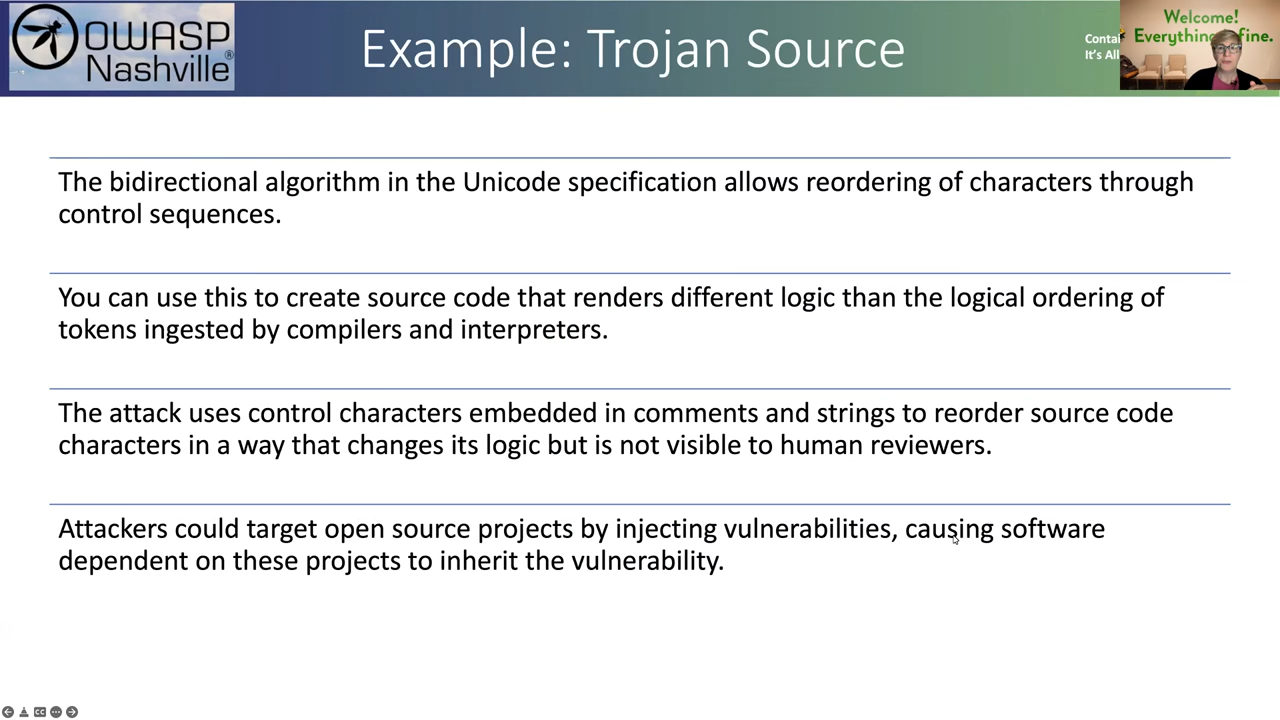 OWASP
Nashville®
Example: Trojan Source
Contai
It's All
Welcome!
Everything fine.
The bidirectional algorithm in the Unicode specification allows reordering of characters through
control sequences.
You can use this to create source code that renders different logic than the logical ordering of
tokens ingested by compilers and interpreters.
The attack uses control characters embedded in comments and strings to reorder source code
characters in a way that changes its logic but is not visible to human reviewers.
Attackers could target open source projects by injecting vulnerabilities, causing software
dependent on these projects to inherit the vulnerability.
CC